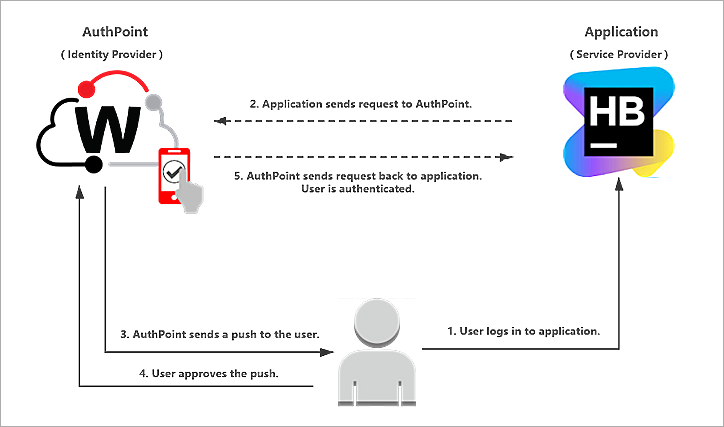 AuthPoint
( Identity Provider )
Application
( Service Provider )
W
HB
2. Application sends request to AuthPoint.
5. AuthPoint sends request back to application.
User is authenticated.
3. AuthPoint sends a push to the user.
1. User logs in to application.
4. User approves the push.